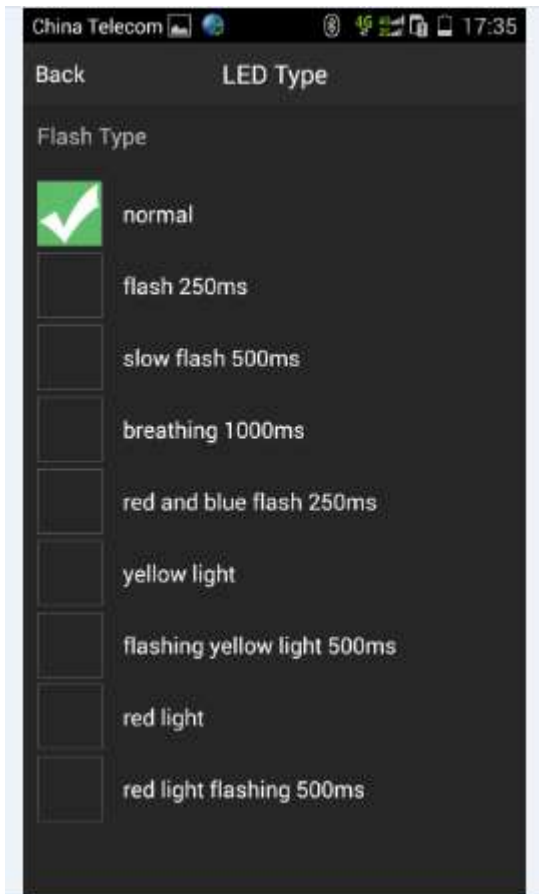 China Telecom 17:35
Back LED Type
Flash Type
normal
flash 250ms
slow flash 500ms
breathing 1000ms
red and blue flash 250ms
yellow light
flashing yellow light 500ms
red light
red light flashing 500ms